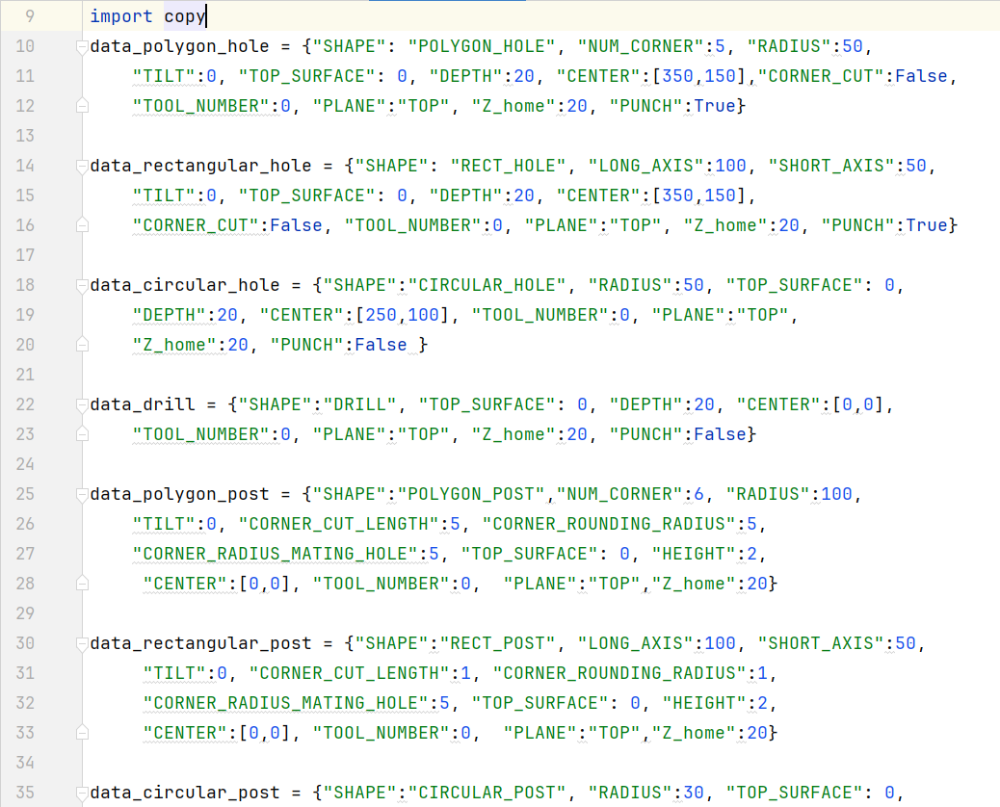 9 import copy
10 data_polygon_hole = {"SHAPE": "POLYGON_HOLE", "NUM_CORNER":5, "RADIUS":50,
11 "TILT":0, "TOP_SURFACE": 0, "DEPTH":20, "CENTER":[350,150],"CORNER_CUT":False,
12 "TOOL_NUMBER":0, "PLANE":"TOP", "Z_home":20, "PUNCH":True}
13
14 data_rectangular_hole = {"SHAPE": "RECT_HOLE", "LONG_AXIS":100, "SHORT_AXIS":50,
15 "TILT":0, "TOP_SURFACE": 0, "DEPTH":20, "CENTER":[350,150],
16 "CORNER_CUT":False, "TOOL_NUMBER":0, "PLANE":"TOP", "Z_home":20, "PUNCH":True}
17
18 data_circular_hole = {"SHAPE":"CIRCULAR_HOLE", "RADIUS":50, "TOP_SURFACE": 0,
19 "DEPTH":20, "CENTER":[250,100], "TOOL_NUMBER":0, "PLANE":"TOP",
20 "Z_home":20, "PUNCH":False }
21
22 data_drill = {"SHAPE":"DRILL", "TOP_SURFACE": 0, "DEPTH":20, "CENTER":[0,0],
23 "TOOL_NUMBER":0, "PLANE":"TOP", "Z_home":20, "PUNCH":False}
24
25 data_polygon_post = {"SHAPE":"POLYGON_POST","NUM_CORNER":6, "RADIUS":100,
26 "TILT":0, "CORNER_CUT_LENGTH":5, "CORNER_ROUNDING_RADIUS":5,
27 "CORNER_RADIUS_MATING_HOLE":5, "TOP_SURFACE": 0, "HEIGHT":2,
28 "CENTER":[0,0], "TOOL_NUMBER":0,  "PLANE":"TOP","Z_home":20}
29
30 data_rectangular_post = {"SHAPE":"RECT_POST", "LONG_AXIS":100, "SHORT_AXIS":50,
31 "TILT":0, "CORNER_CUT_LENGTH":1, "CORNER_ROUNDING_RADIUS":1,
32 "CORNER_RADIUS_MATING_HOLE":5, "TOP_SURFACE": 0, "HEIGHT":2,
33 "CENTER":[0,0], "TOOL_NUMBER":0,  "PLANE":"TOP","Z_home":20}
34
35 data_circular_post = {"SHAPE":"CIRCULAR_POST", "RADIUS":30, "TOP_SURFACE": 0,